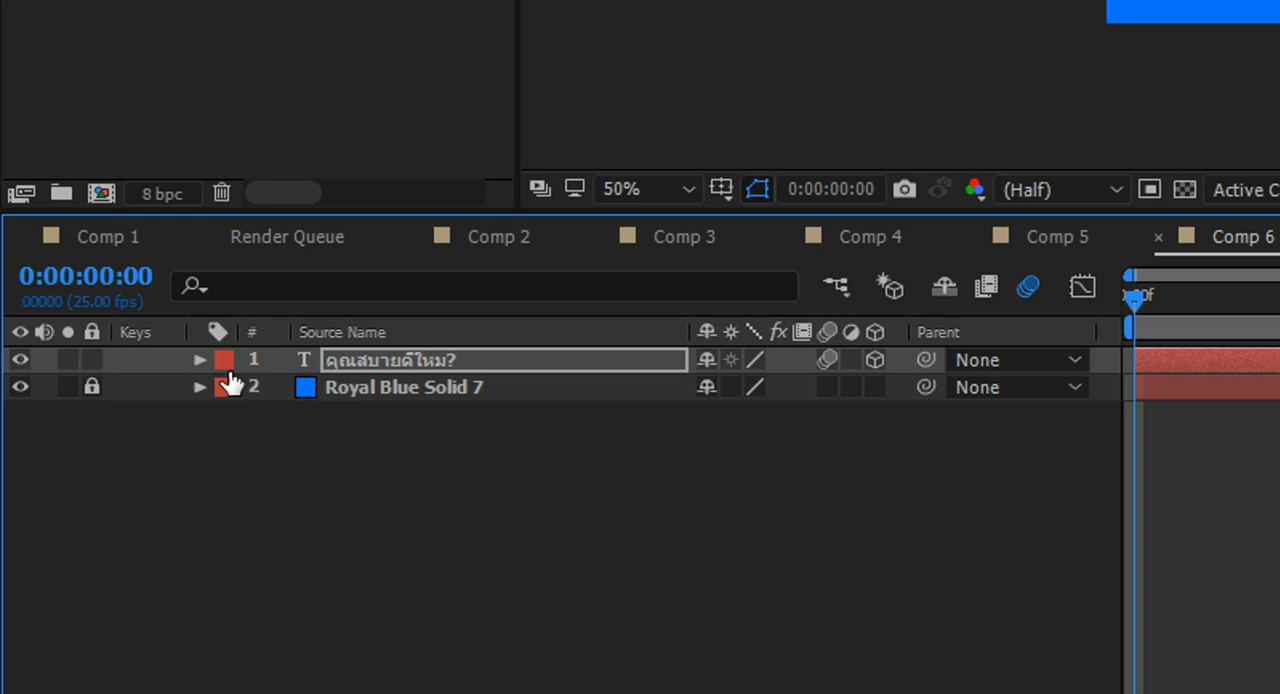 8 bpc
50%
0:00:00:00
(Half)
Active C
Comp 1
Render Queue
Comp 2
Comp 3
Comp 4
Comp 5
× Comp 6
0:00:00:00
00000 (25.00 fps)
Keys
#
Source Name
fx
Parent
1
T
คุณสบายดีใหม?
None
2
Royal Blue Solid 7
None